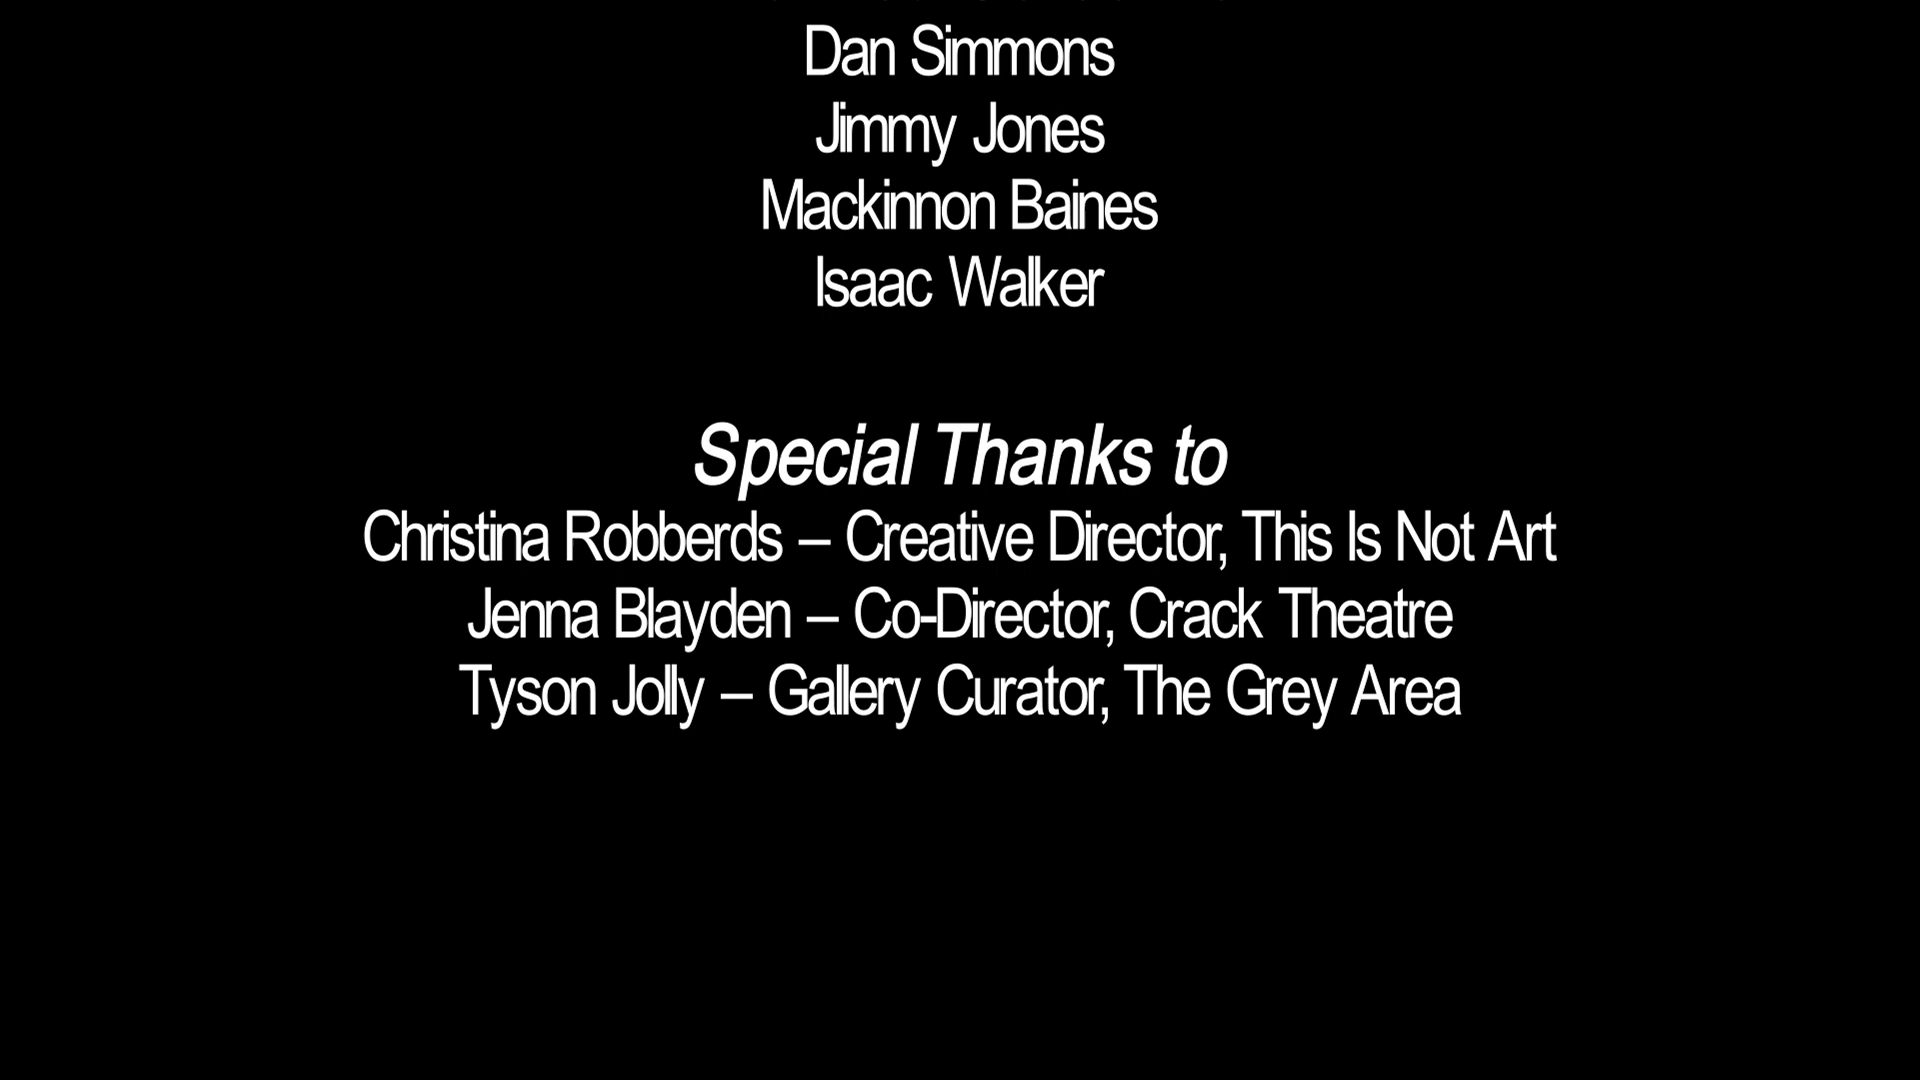 Dan Simmons
Jimmy Jones
Mackinnon Baines
Isaac Walker
Special Thanks to
Christina Robberds – Creative Director, This Is Not Art
Jenna Blayden – Co-Director, Crack Theatre
Tyson Jolly – Gallery Curator, The Grey Area